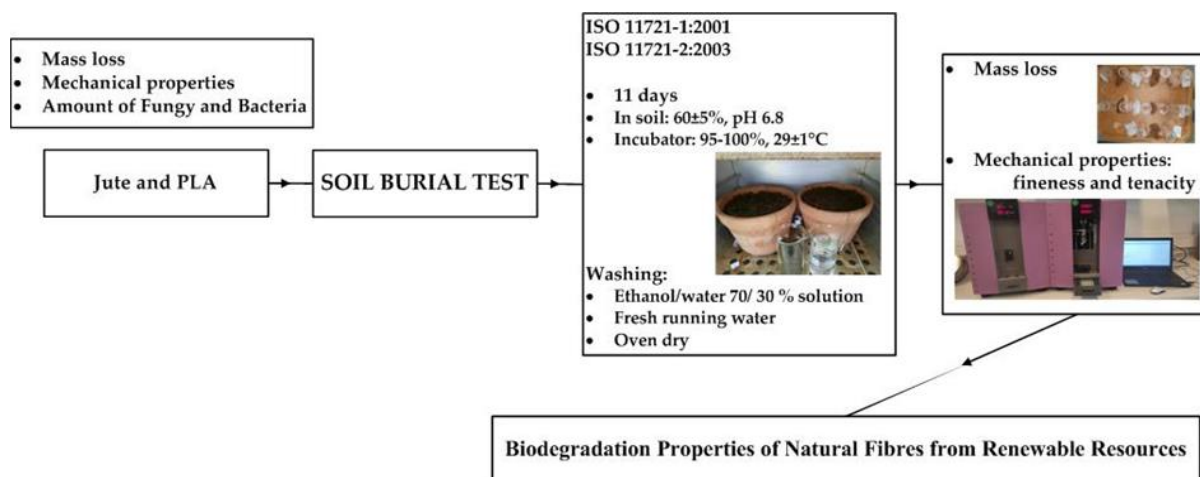 • Mass loss
• Mechanical properties
• Amount of Fungy and Bacteria
Jute and PLA
SOIL BURIAL TEST
ISO 11721-1:2001
ISO 11721-2:2003
• 11 days
• In soil: 60±5%, pH 6.8
• Incubator: 95-100%, 29±1°C
Washing:
• Ethanol/water 70/ 30 % solution
• Fresh running water
• Oven dry
• Mass loss
• Mechanical properties:
fineness and tenacity
Biodegradation Properties of Natural Fibres from Renewable Resources